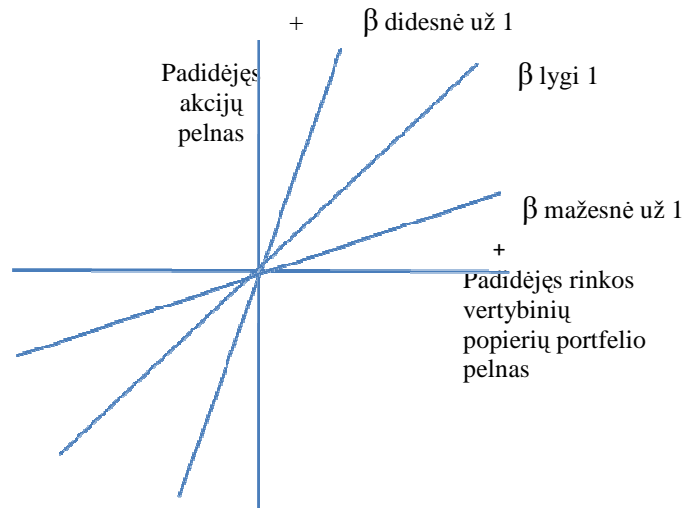 +
β didesnė už 1
Padidėjęs
akcijų
pelnas
β lygi 1
β mažesnė už 1
+
Padidėjęs rinkos
vertybinių
popierių portfelio
pelnas